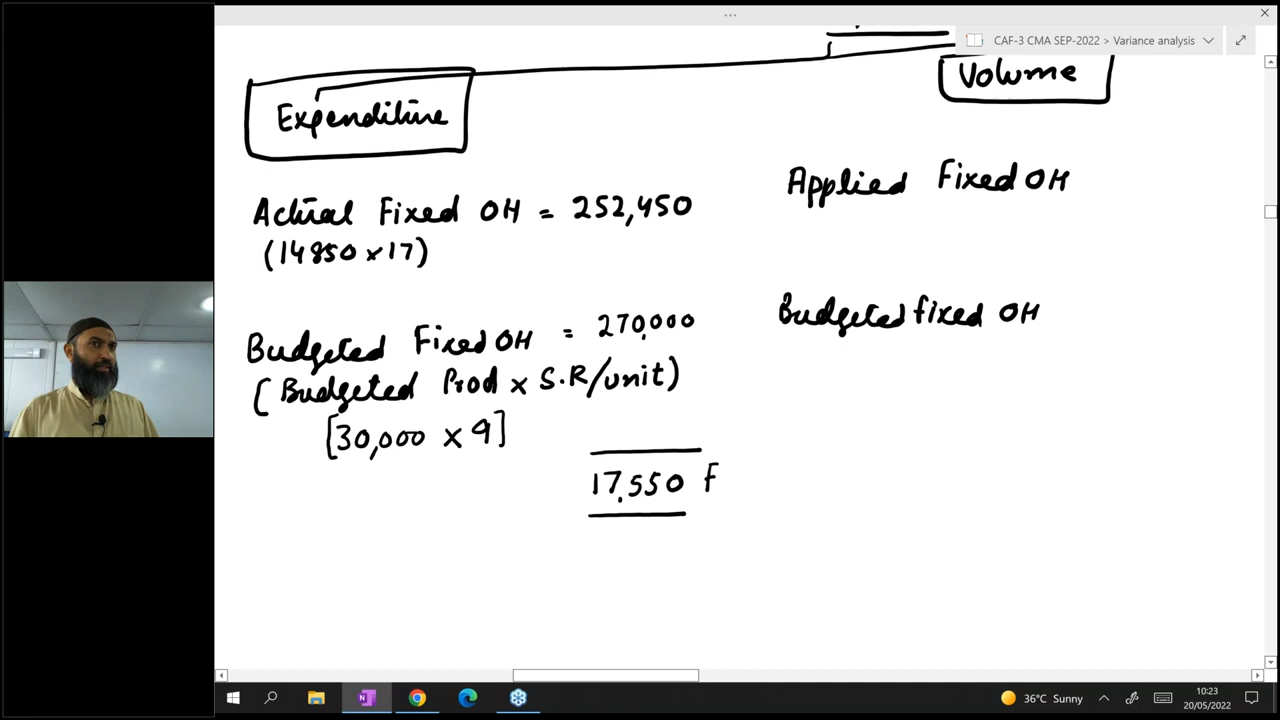 CAF-3 CMA SEP-2022 > Variance analysis
Volume
Expenditure
Applied Fixed OH
Actual Fixed OH = 252,450
(14850 x 17)
Budgeted fixed OH
Budgeted Fixed OH = 270,000
(Budgeted Prod x S.R/unit)
[30,000 x 9]
17,550 F
36°C Sunny
10:23
20/05/2022